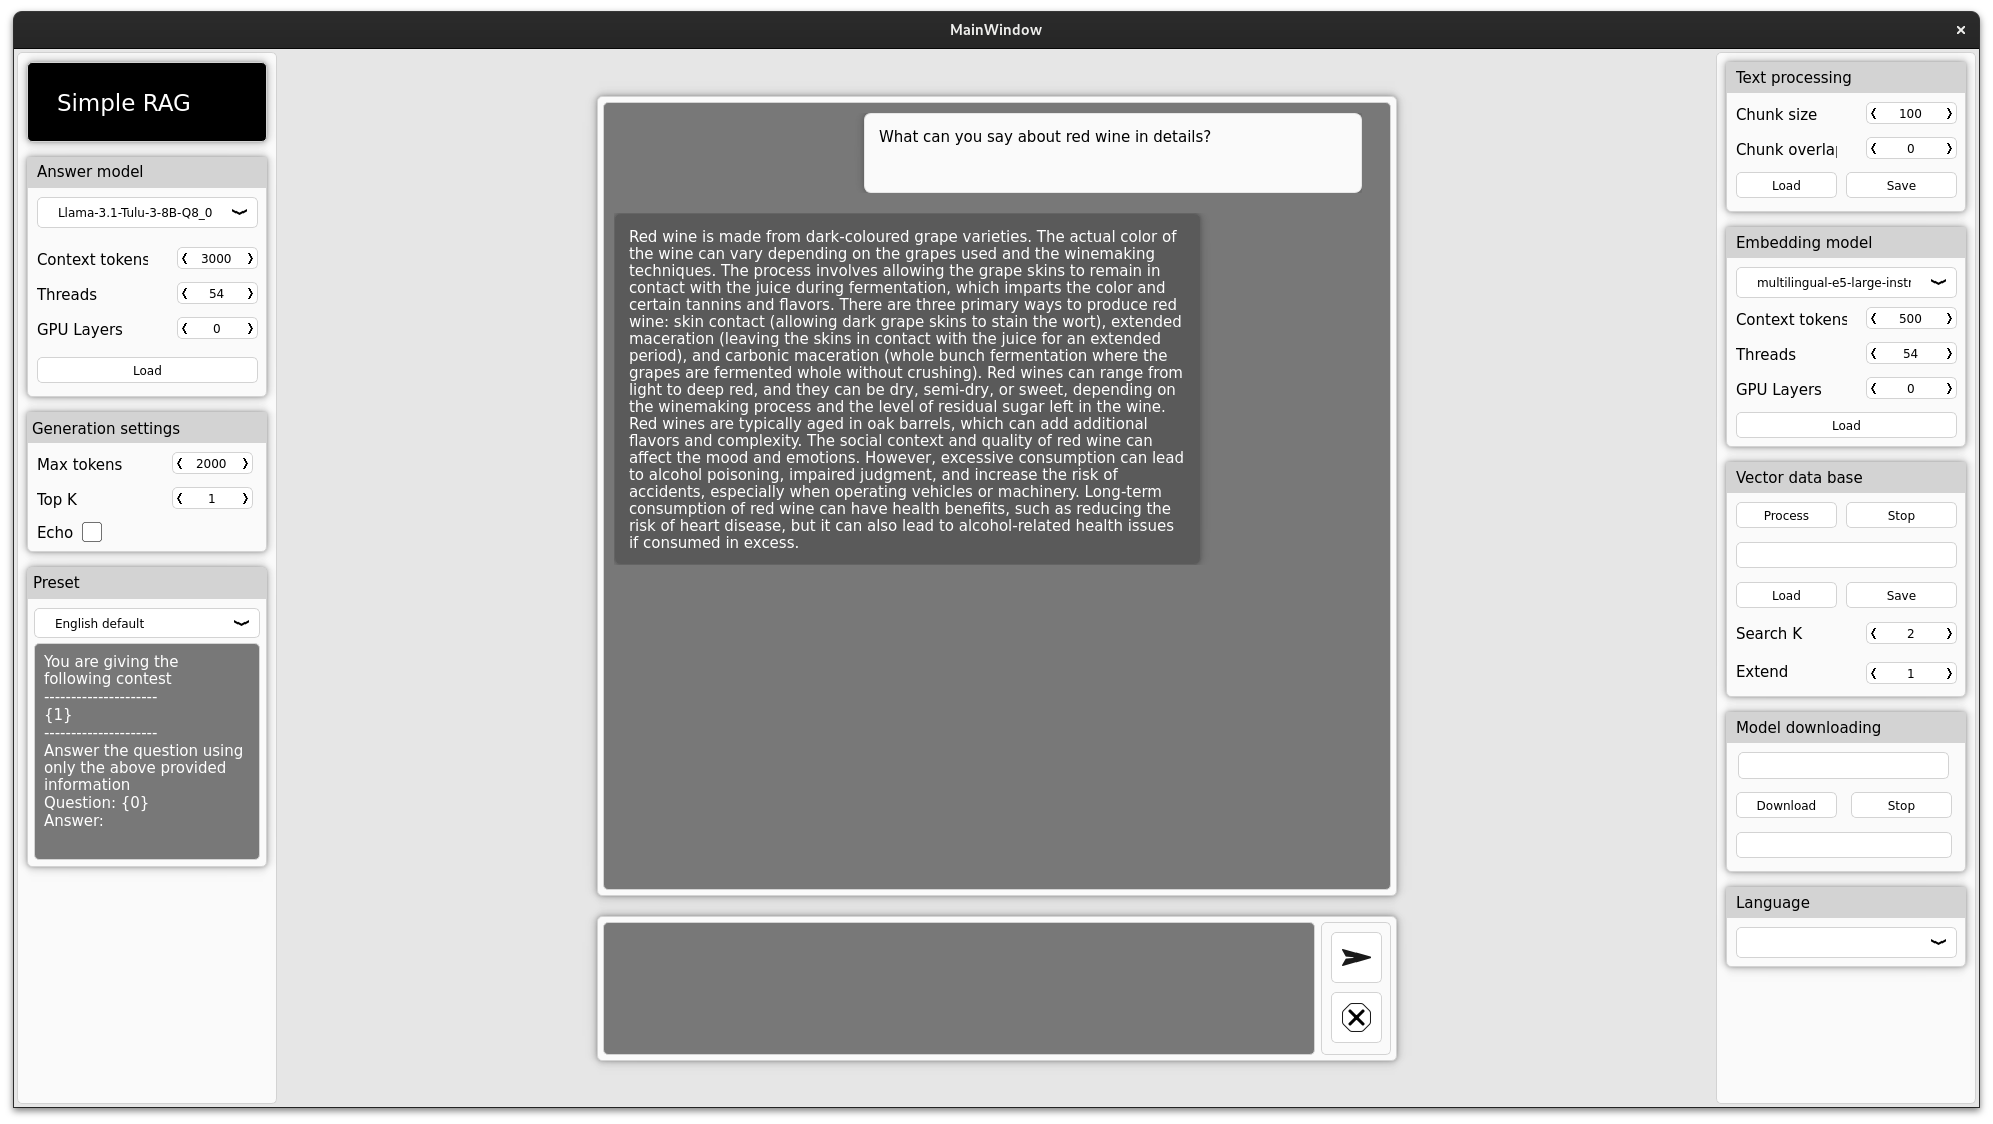 MainWindow
Simple RAG
Answer model
Llama-3.1-Tulu-3-8B-Q8_0
Context tokens
3000
Threads
54
GPU Layers
0
Load
Generation settings
Max tokens
2000
Top K
1
Echo
Preset
English default
You are giving the
following contest
---------------------
{1}
---------------------
Answer the question using
only the above provided
information
Question: {0}
Answer:
What can you say about red wine in details?
Red wine is made from dark-coloured grape varieties. The actual color of
the wine can vary depending on the grapes used and the winemaking
techniques. The process involves allowing the grape skins to remain in
contact with the juice during fermentation, which imparts the color and
certain tannins and flavors. There are three primary ways to produce red
wine: skin contact (allowing dark grape skins to stain the wort), extended
maceration (leaving the skins in contact with the juice for an extended
period), and carbonic maceration (whole bunch fermentation where the
grapes are fermented whole without crushing). Red wines can range from
light to deep red, and they can be dry, semi-dry, or sweet, depending on
the winemaking process and the level of residual sugar left in the wine.
Red wines are typically aged in oak barrels, which can add additional
flavors and complexity. The social context and quality of red wine can
affect the mood and emotions. However, excessive consumption can lead
to alcohol poisoning, impaired judgment, and increase the risk of
accidents, especially when operating vehicles or machinery. Long-term
consumption of red wine can have health benefits, such as reducing the
risk of heart disease, but it can also lead to alcohol-related health issues
if consumed in excess.
Text processing
Chunk size
100
Chunk overla
0
Load
Save
Embedding model
multilingual-e5-large-instr
Context tokens
500
Threads
54
GPU Layers
0
Load
Vector data base
Process
Stop
Load
Save
Search K
2
Extend
1
Model downloading
Download
Stop
Language